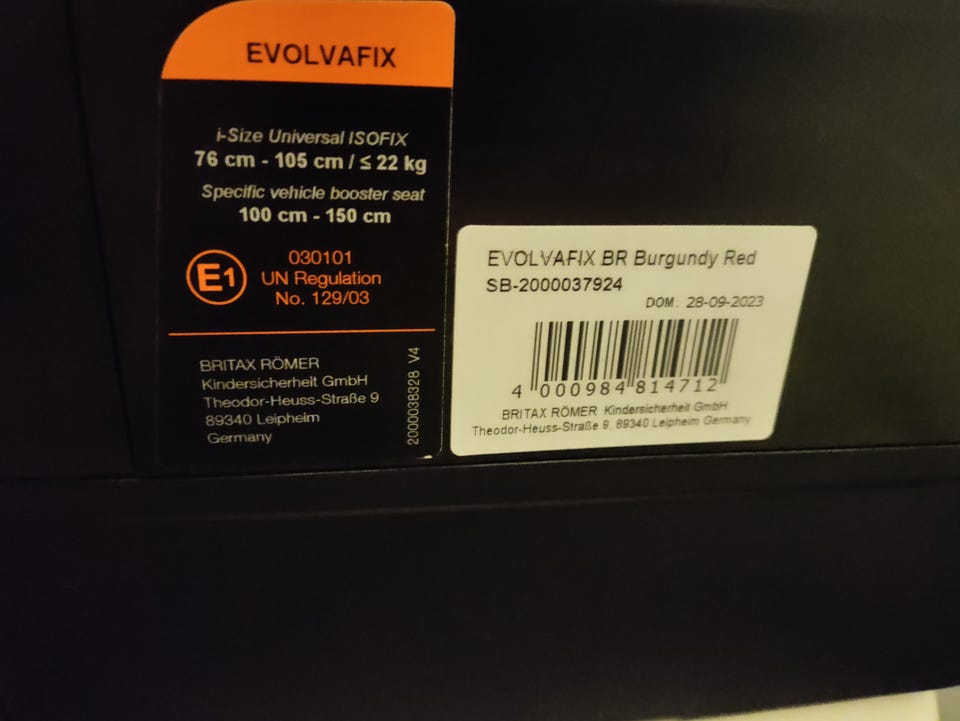 EVOLVAFIX
i-Size Universal ISOFIX
76 cm - 105 cm / ≤ 22 kg
Specific vehicle booster seat
100 cm - 150 cm
E1
030101
UN Regulation
No. 129/03
BRITAX RÖMER
Kindersicherheit GmbH
Theodor-Heuss-Straße 9
89340 Leipheim
Germany
2000038328 V4
EVOLVAFIX BR Burgundy Red
SB-2000037924
DOM: 28-09-2023
4 000984 814712
BRITAX RÖMER Kindersicherheit GmbH
Theodor-Heuss-Straße 9, 89340 Leipheim Germany